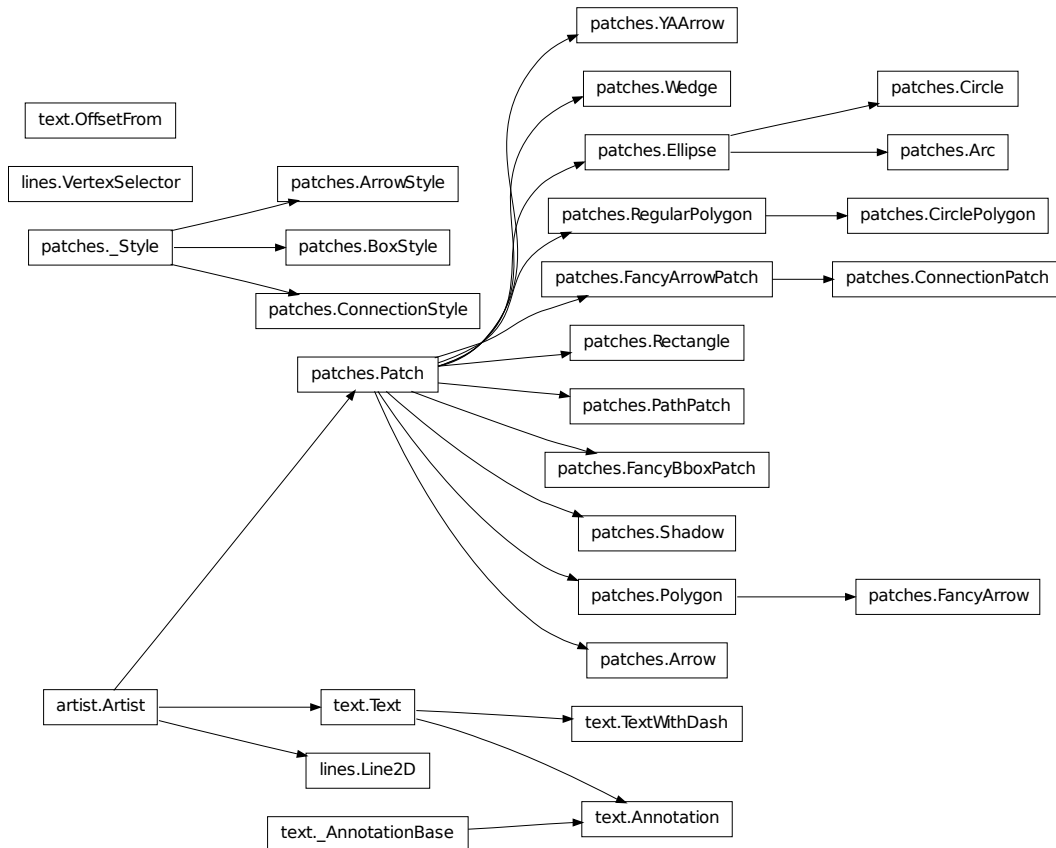 patches.YAArrow
patches.Wedge
patches.Circle
text.OffsetFrom
patches.Ellipse
patches.Arc
lines.VertexSelector
patches.ArrowStyle
patches.RegularPolygon
patches.CirclePolygon
patches._Style
patches.BoxStyle
patches.FancyArrowPatch
patches.ConnectionPatch
patches.ConnectionStyle
patches.Rectangle
patches.Patch
patches.PathPatch
patches.FancyBboxPatch
patches.Shadow
patches.Polygon
patches.FancyArrow
patches.Arrow
artist.Artist
text.Text
text.TextWithDash
lines.Line2D
text.Annotation
text._AnnotationBase